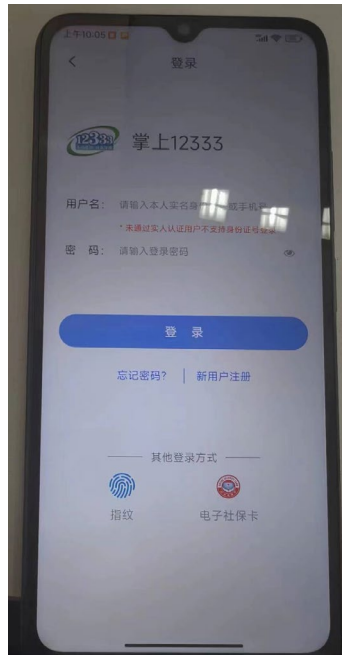 上午10:05
登录
12333
掌上12333
用户名： 请输入本人实名身 或手机号
*未通过实人认证用户不支持身份证号登录
密 码： 请输入登录密码
登 录
忘记密码? | 新用户注册
其他登录方式
指纹 电子社保卡